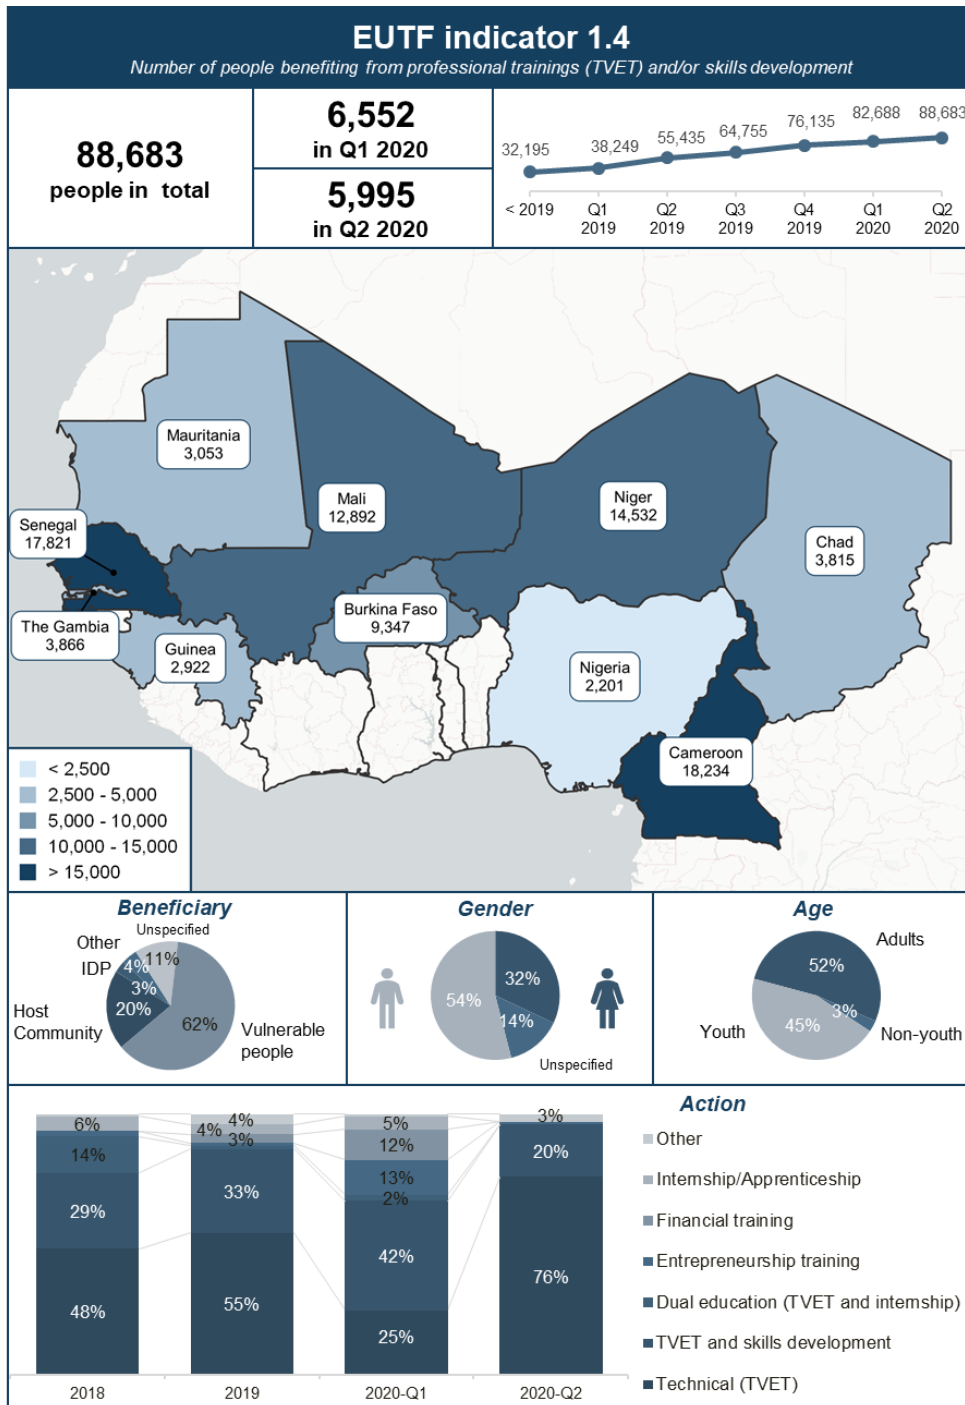 EUTF indicator 1.4
Number of people benefiting from professional trainings (TVET) and/or skills development
88,683
people in total
6,552
in Q1 2020
5,995
in Q2 2020
32,195
38,249
55,435
64,755
76,135
82,688
88,683
< 2019
Q1
2019
Q2
2019
Q3
2019
Q4
2019
Q1
2020
Q2
2020
Mauritania
3,053
Mali
12,892
Niger
14,532
Senegal
17,821
Chad
3,815
The Gambia
3,866
Burkina Faso
9,347
Guinea
2,922
Nigeria
2,201
Cameroon
18,234
< 2,500
2,500 - 5,000
5,000 - 10,000
10,000 - 15,000
> 15,000
Beneficiary
Unspecified
Other
IDP
Host
Community
Vulnerable
people
11%
4%
3%
20%
62%
Gender
54%
32%
14%
Unspecified
Age
Adults
52%
Youth
45%
3%
Non-youth
Action
6%
14%
29%
48%
2018
4%
4%
3%
33%
55%
2019
5%
12%
13%
2%
42%
25%
2020-Q1
3%
20%
76%
2020-Q2
Other
Internship/Apprenticeship
Financial training
Entrepreneurship training
Dual education (TVET and internship)
TVET and skills development
Technical (TVET)